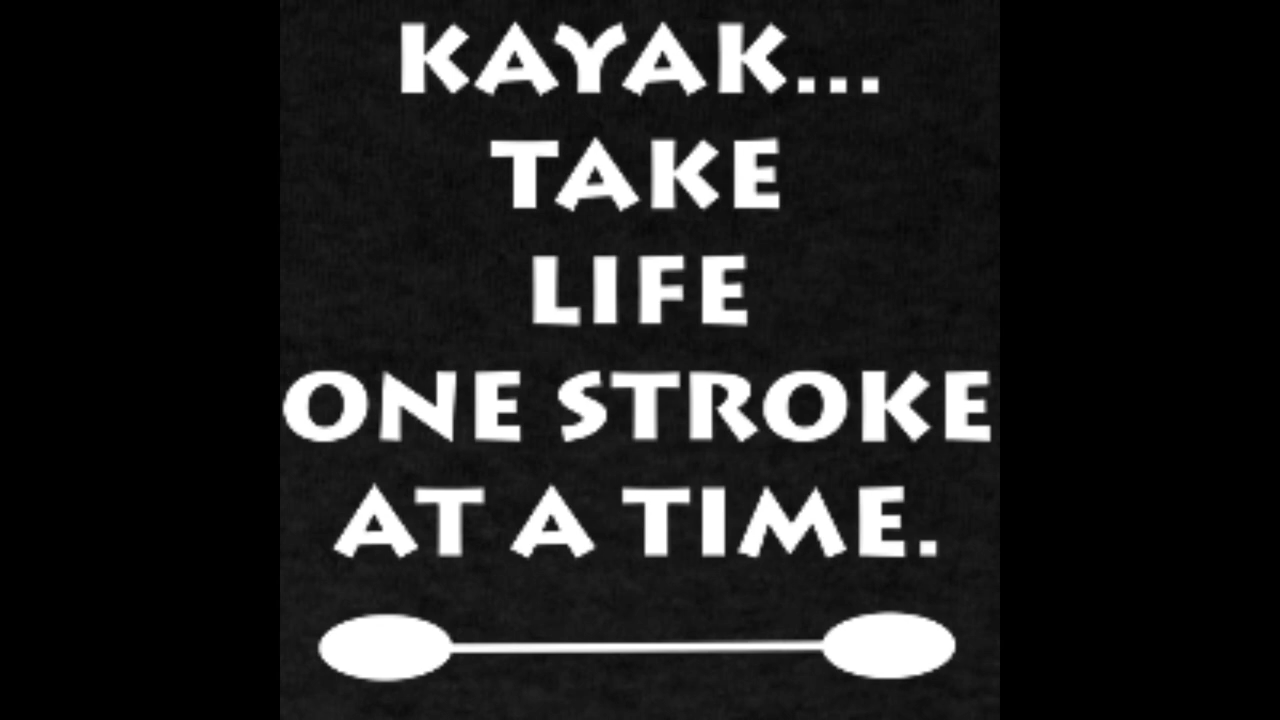 KAYAK...
TAKE
LIFE
ONE STROKE
AT A TIME.